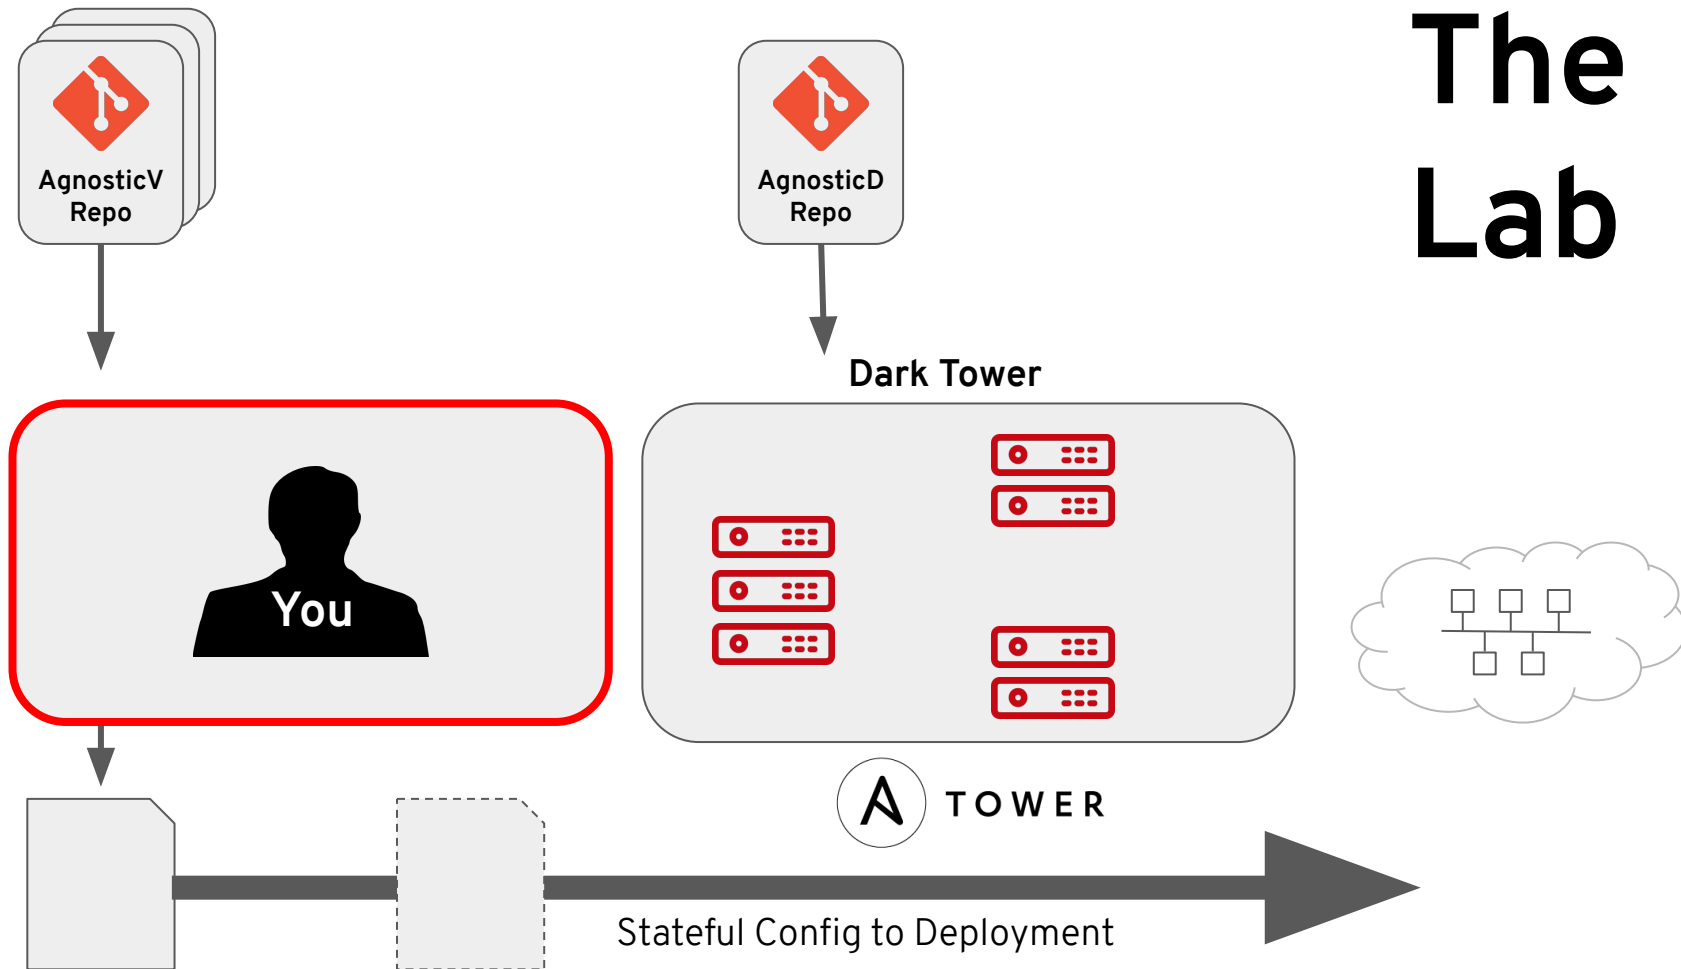 The
Lab
AgnosticV
Repo
AgnosticD
Repo
Dark Tower
You
TOWER
Stateful Config to Deployment